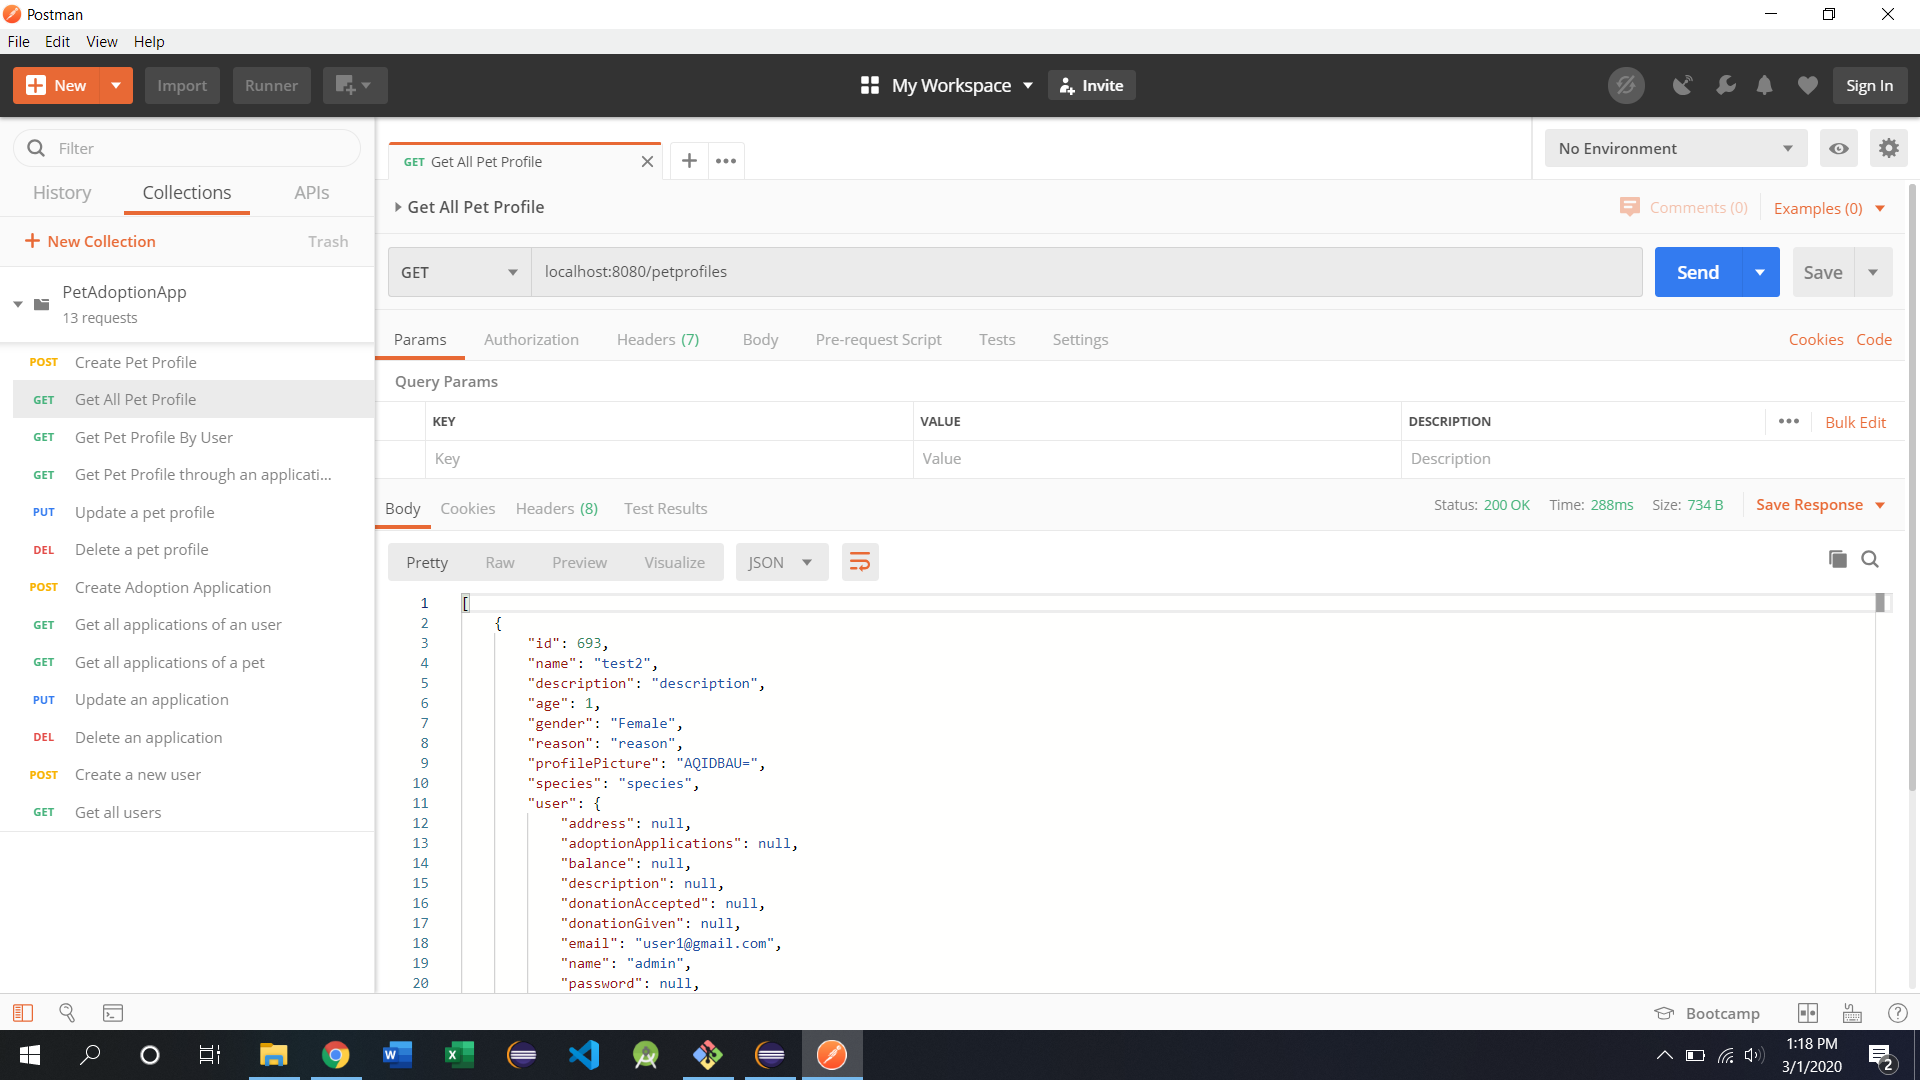 Postman
File Edit View Help
New Import Runner My Workspace Invite Sign In
Filter
History Collections APIs
New Collection Trash
PetAdoptionApp
13 requests
POST Create Pet Profile
GET Get All Pet Profile
GET Get Pet Profile By User
GET Get Pet Profile through an applicati...
PUT Update a pet profile
DEL Delete a pet profile
POST Create Adoption Application
GET Get all applications of an user
GET Get all applications of a pet
PUT Update an application
DEL Delete an application
POST Create a new user
GET Get all users
GET Get All Pet Profile
No Environment
Get All Pet Profile
Comments (0) Examples (0)
GET localhost:8080/petprofiles Send Save
Params Authorization Headers (7) Body Pre-request Script Tests Settings Cookies Code
Query Params
KEY VALUE DESCRIPTION Bulk Edit
Key Value Description
Body Cookies Headers (8) Test Results Status: 200 OK Time: 288ms Size: 734 B Save Response
Pretty Raw Preview Visualize JSON
1 [
2 {
3 "id": 693,
4 "name": "test2",
5 "description": "description",
6 "age": 1,
7 "gender": "Female",
8 "reason": "reason",
9 "profilePicture": "AQIDBAU=",
10 "species": "species",
11 "user": {
12 "address": null,
13 "adoptionApplications": null,
14 "balance": null,
15 "description": null,
16 "donationAccepted": null,
17 "donationGiven": null,
18 "email": "user1@gmail.com",
19 "name": "admin",
20 "password": null,
Bootcamp
1:18 PM
3/1/2020
2